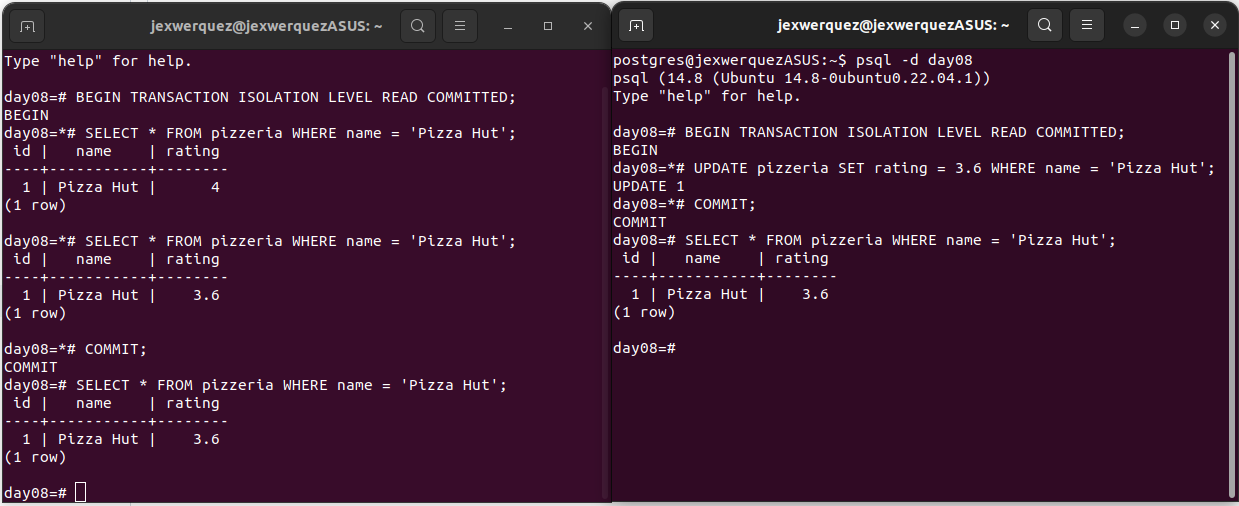 jexwerquez@jexwerquezASUS: ~
Type "help" for help.
day08=# BEGIN TRANSACTION ISOLATION LEVEL READ COMMITTED;
BEGIN
day08=*# SELECT * FROM pizzeria WHERE name = 'Pizza Hut';
 id |   name    | rating
----+-----------+--------
  1 | Pizza Hut |      4
(1 row)
day08=*# SELECT * FROM pizzeria WHERE name = 'Pizza Hut';
 id |   name    | rating
----+-----------+--------
  1 | Pizza Hut |    3.6
(1 row)
day08=*# COMMIT;
COMMIT
day08=# SELECT * FROM pizzeria WHERE name = 'Pizza Hut';
 id |   name    | rating
----+-----------+--------
  1 | Pizza Hut |    3.6
(1 row)
day08=#
jexwerquez@jexwerquezASUS: ~
postgres@jexwerquezASUS:~$ psql -d day08
psql (14.8 (Ubuntu 14.8-0ubuntu0.22.04.1))
Type "help" for help.
day08=# BEGIN TRANSACTION ISOLATION LEVEL READ COMMITTED;
BEGIN
day08=*# UPDATE pizzeria SET rating = 3.6 WHERE name = 'Pizza Hut';
UPDATE 1
day08=*# COMMIT;
COMMIT
day08=# SELECT * FROM pizzeria WHERE name = 'Pizza Hut';
 id |   name    | rating
----+-----------+--------
  1 | Pizza Hut |    3.6
(1 row)
day08=#